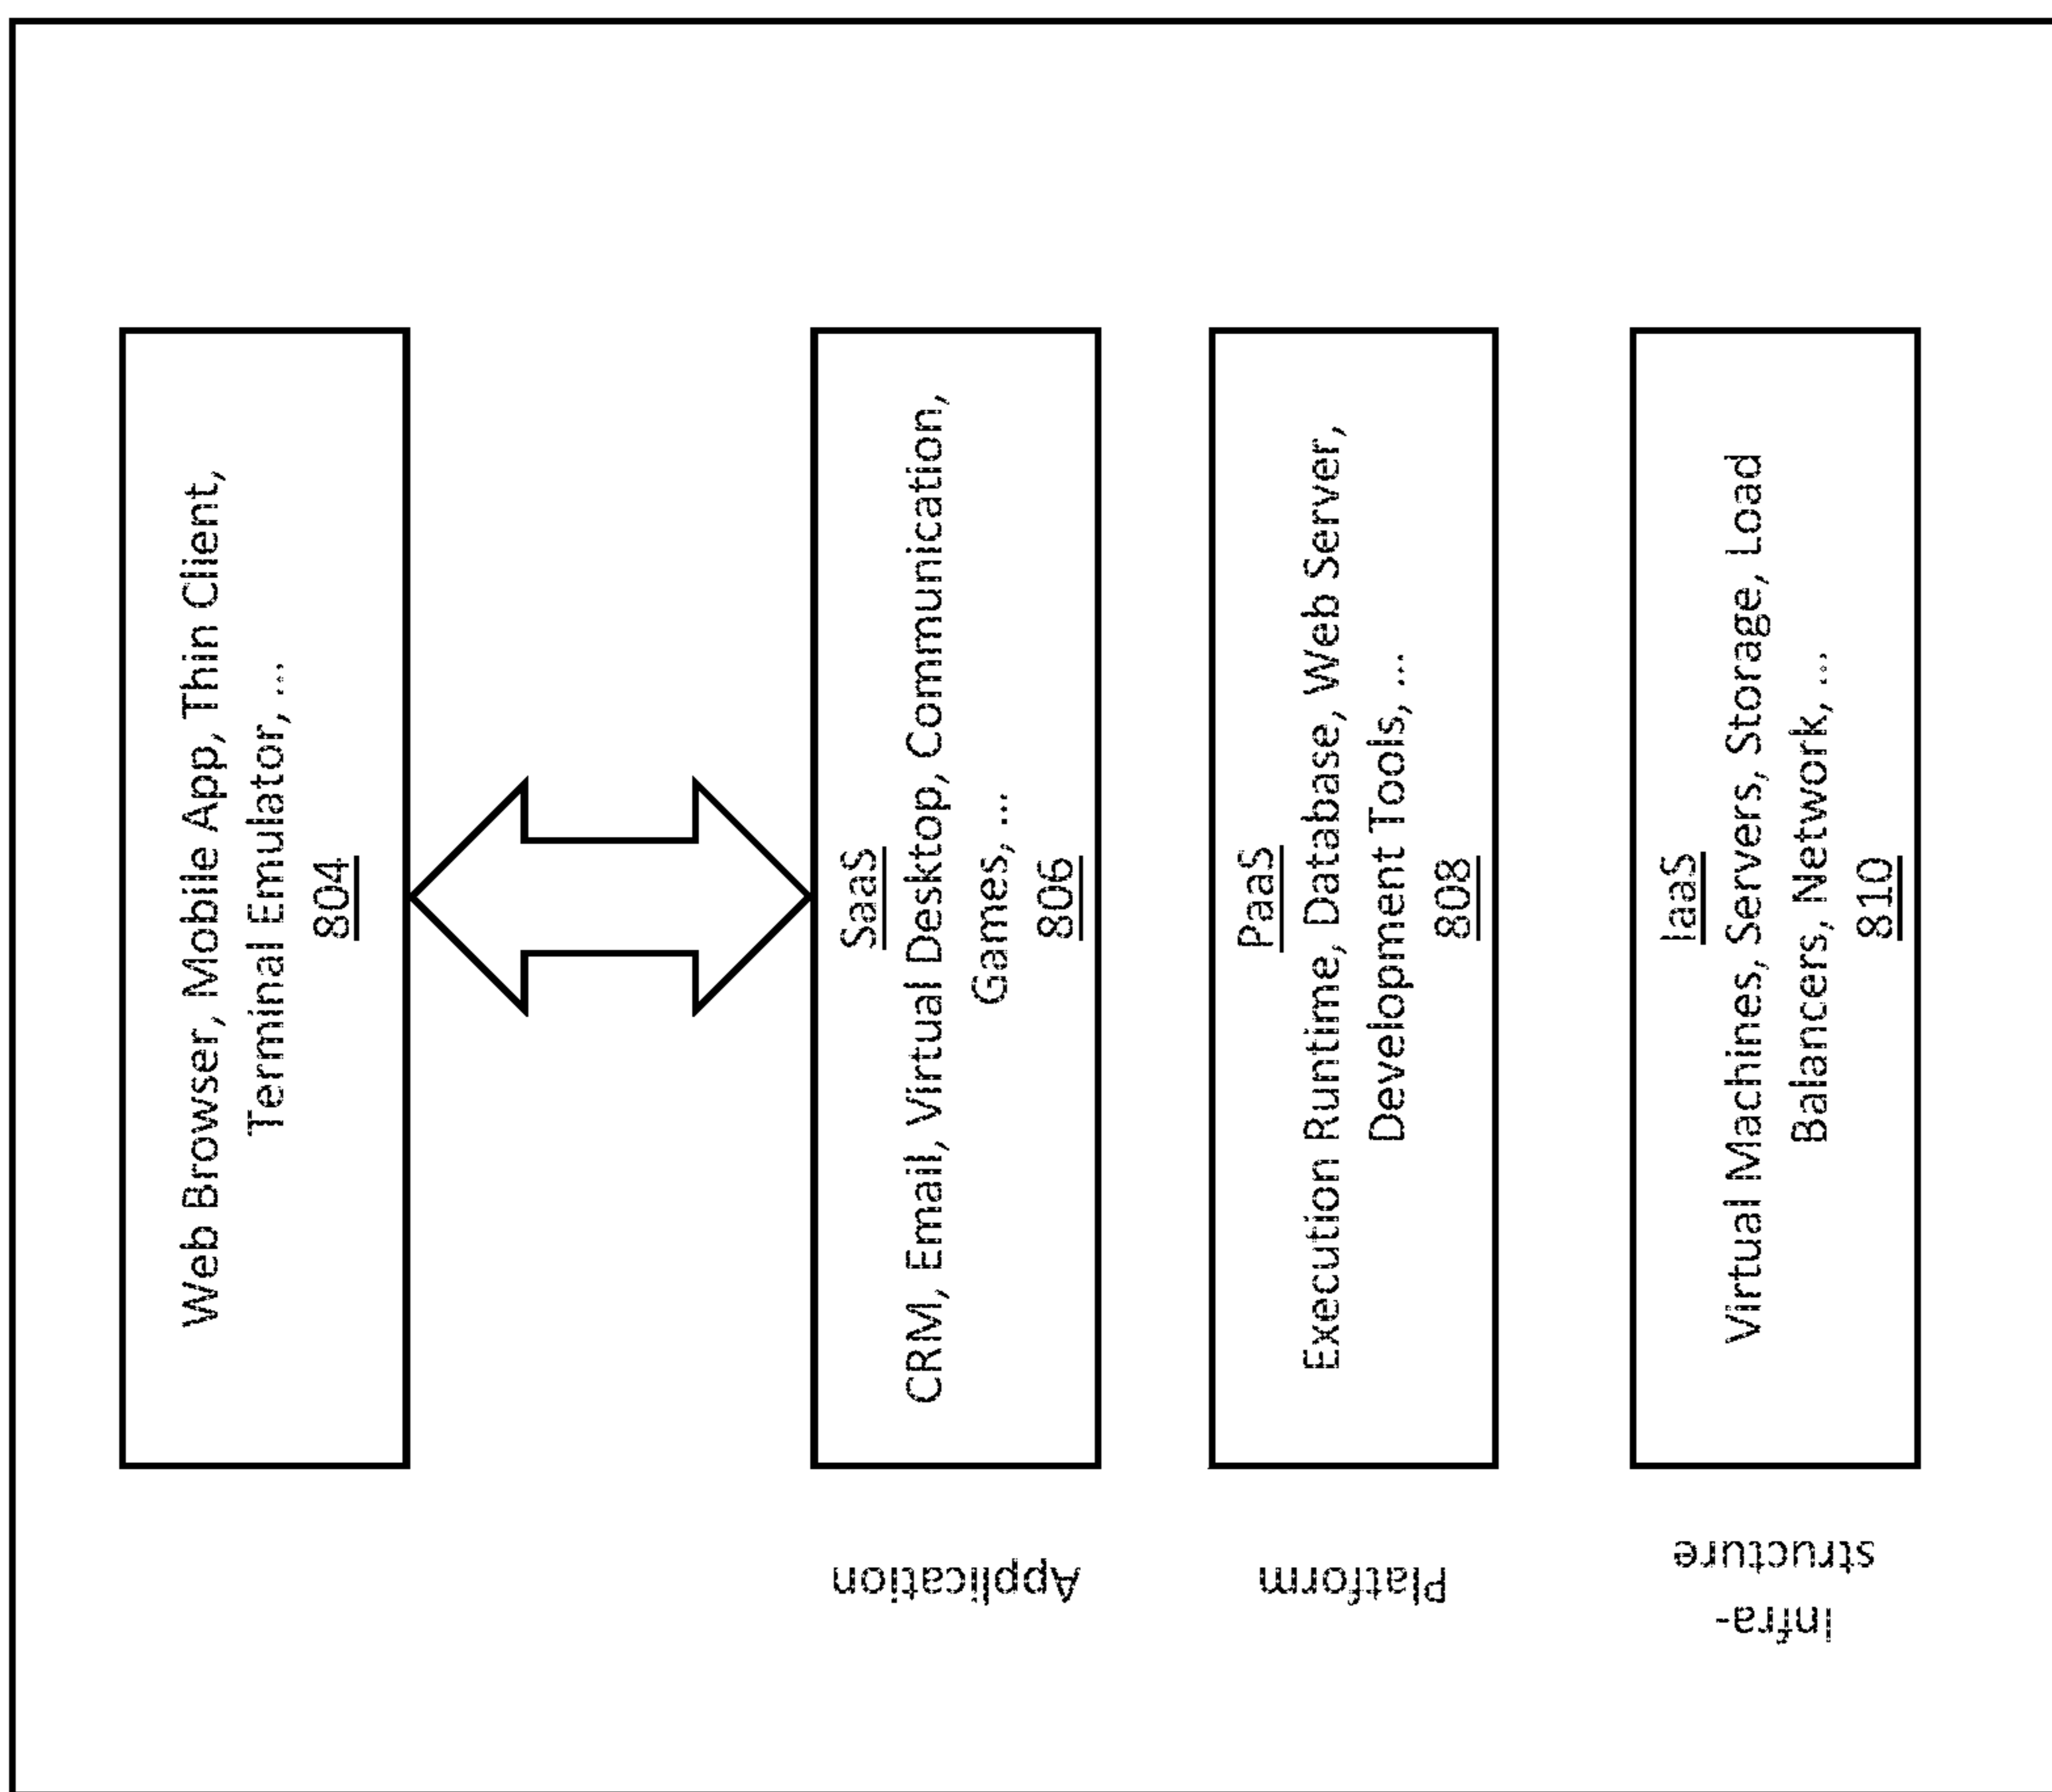 Web Browser, Mobile App, Thin Client,
Terminal Emulator, ...
804
Application
SaaS
CRM, Email, Virtual Desktop, Communication,
Games, ...
806
Platform
PaaS
Execution Runtime, Database, Web Server,
Development Tools, ...
808
infra-
structure
IaaS
Virtual Machines, Servers, Storage, Load
Balancers, Network, ...
810